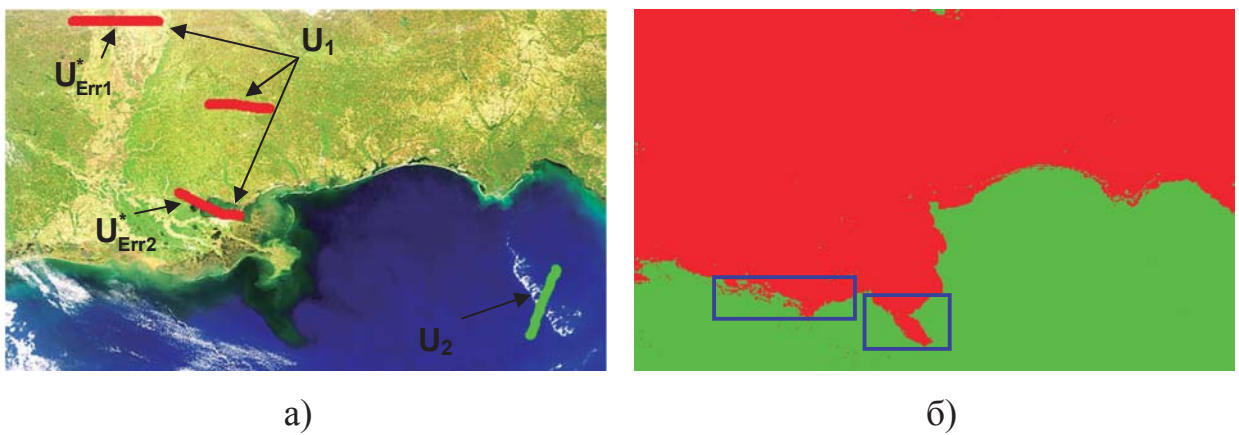 U₁
U*Err1
U*Err2
U₂
а)
б)